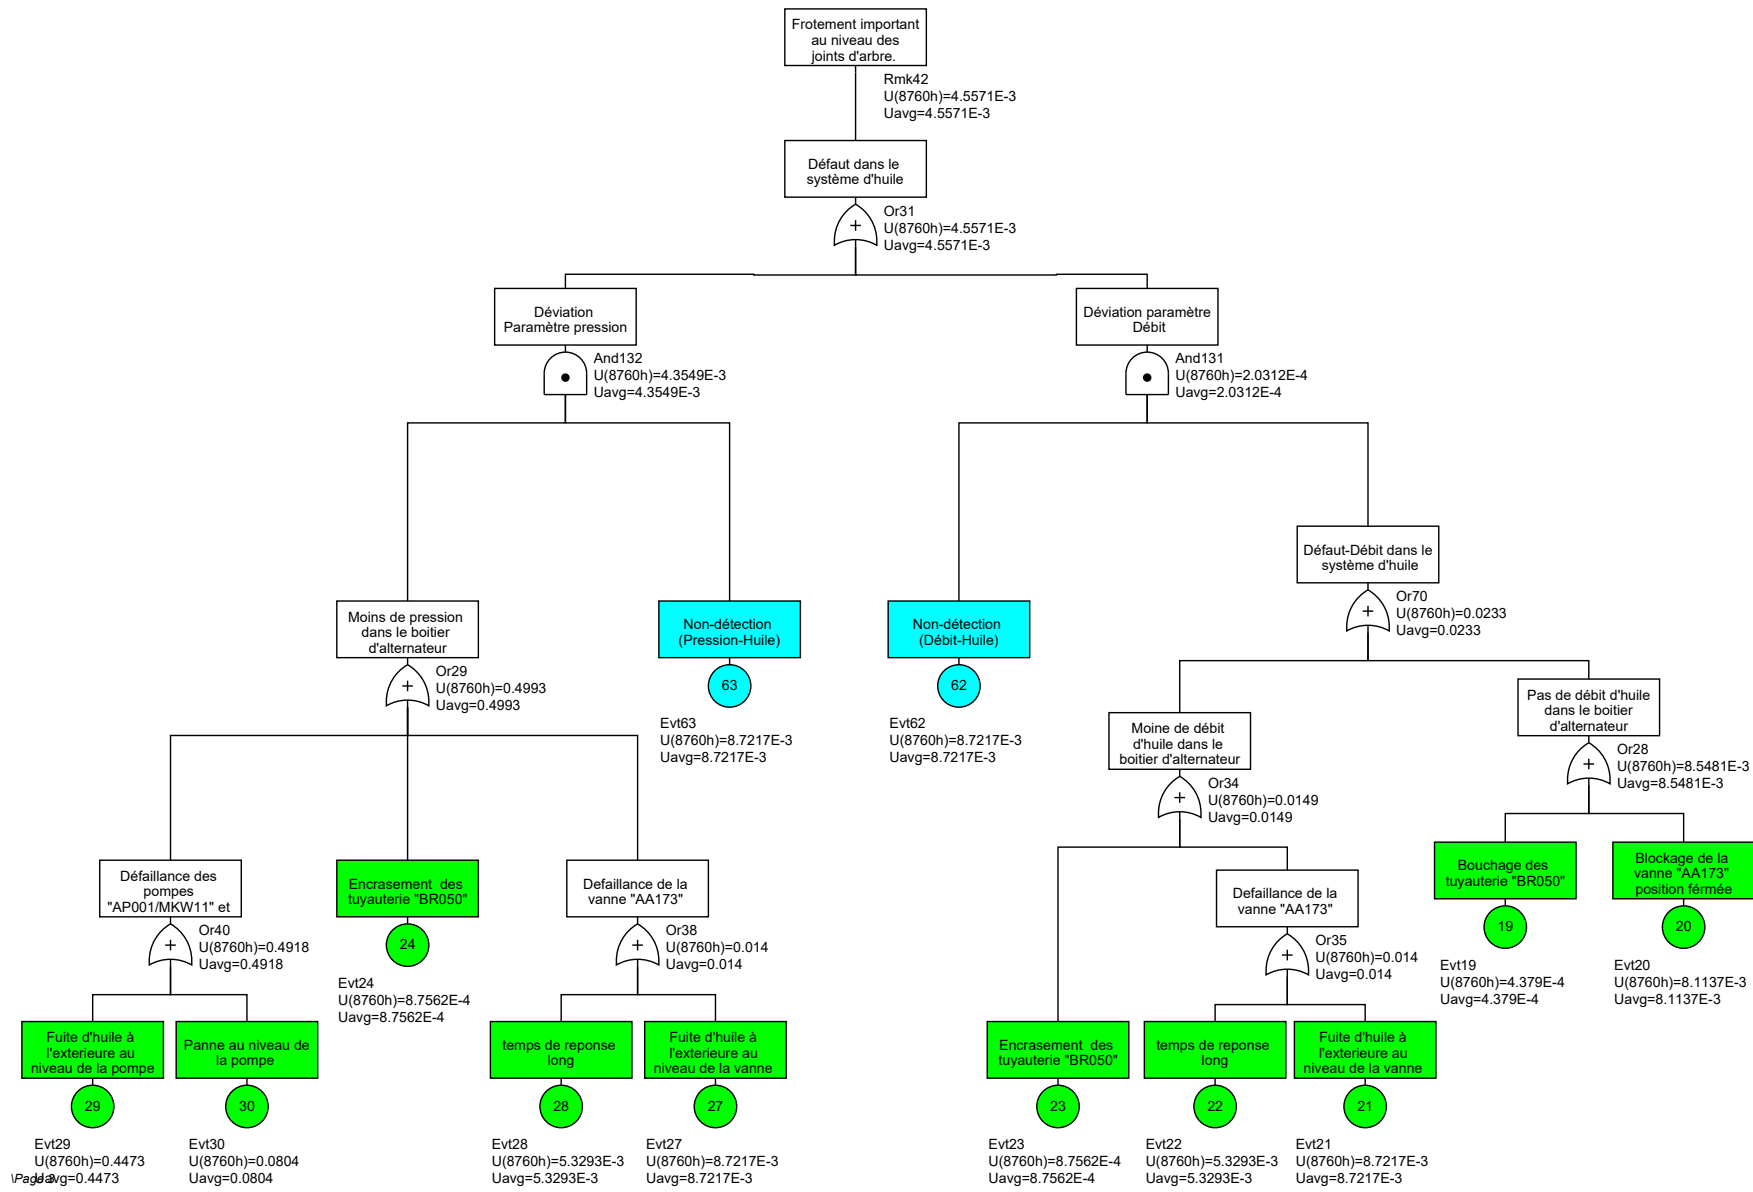 Frotement important
au niveau des
joints d'arbre.
Rmk42
U(8760h)=4.5571E-3
Uavg=4.5571E-3
Défaut dans le
système d'huile
+
Or31
U(8760h)=4.5571E-3
Uavg=4.5571E-3
Déviation
Paramètre pression
And132
U(8760h)=4.3549E-3
Uavg=4.3549E-3
Déviation paramètre
Débit
And131
U(8760h)=2.0312E-4
Uavg=2.0312E-4
Défaut-Débit dans le
système d'huile
+
Or70
U(8760h)=0.0233
Uavg=0.0233
Moins de pression
dans le boitier
d'alternateur
+
Or29
U(8760h)=0.4993
Uavg=0.4993
Non-détection
(Pression-Huile)
63
Evt63
U(8760h)=8.7217E-3
Uavg=8.7217E-3
Non-détection
(Débit-Huile)
62
Evt62
U(8760h)=8.7217E-3
Uavg=8.7217E-3
Moine de débit
d'huile dans le
boitier d'alternateur
+
Or34
U(8760h)=0.0149
Uavg=0.0149
Pas de débit d'huile
dans le boitier
d'alternateur
+
Or28
U(8760h)=8.5481E-3
Uavg=8.5481E-3
Défaillance des
pompes
"AP001/MKW11" et
+
Or40
U(8760h)=0.4918
Uavg=0.4918
Encrasement des
tuyauterie "BR050"
24
Evt24
U(8760h)=8.7562E-4
Uavg=8.7562E-4
Defaillance de la
vanne "AA173"
+
Or38
U(8760h)=0.014
Uavg=0.014
Defaillance de la
vanne "AA173"
+
Or35
U(8760h)=0.014
Uavg=0.014
Bouchage des
tuyauterie "BR050"
19
Evt19
U(8760h)=4.379E-4
Uavg=4.379E-4
Blockage de la
vanne "AA173"
position férmée
20
Evt20
U(8760h)=8.1137E-3
Uavg=8.1137E-3
Fuite d'huile à
l'exterieure au
niveau de la pompe
29
Evt29
U(8760h)=0.4473
Uavg=0.4473
Panne au niveau de
la pompe
30
Evt30
U(8760h)=0.0804
Uavg=0.0804
temps de reponse
long
28
Evt28
U(8760h)=5.3293E-3
Uavg=5.3293E-3
Fuite d'huile à
l'exterieure au
niveau de la vanne
27
Evt27
U(8760h)=8.7217E-3
Uavg=8.7217E-3
Encrasement des
tuyauterie "BR050"
23
Evt23
U(8760h)=8.7562E-4
Uavg=8.7562E-4
temps de reponse
long
22
Evt22
U(8760h)=5.3293E-3
Uavg=5.3293E-3
Fuite d'huile à
l'exterieure au
niveau de la vanne
21
Evt21
U(8760h)=8.7217E-3
Uavg=8.7217E-3